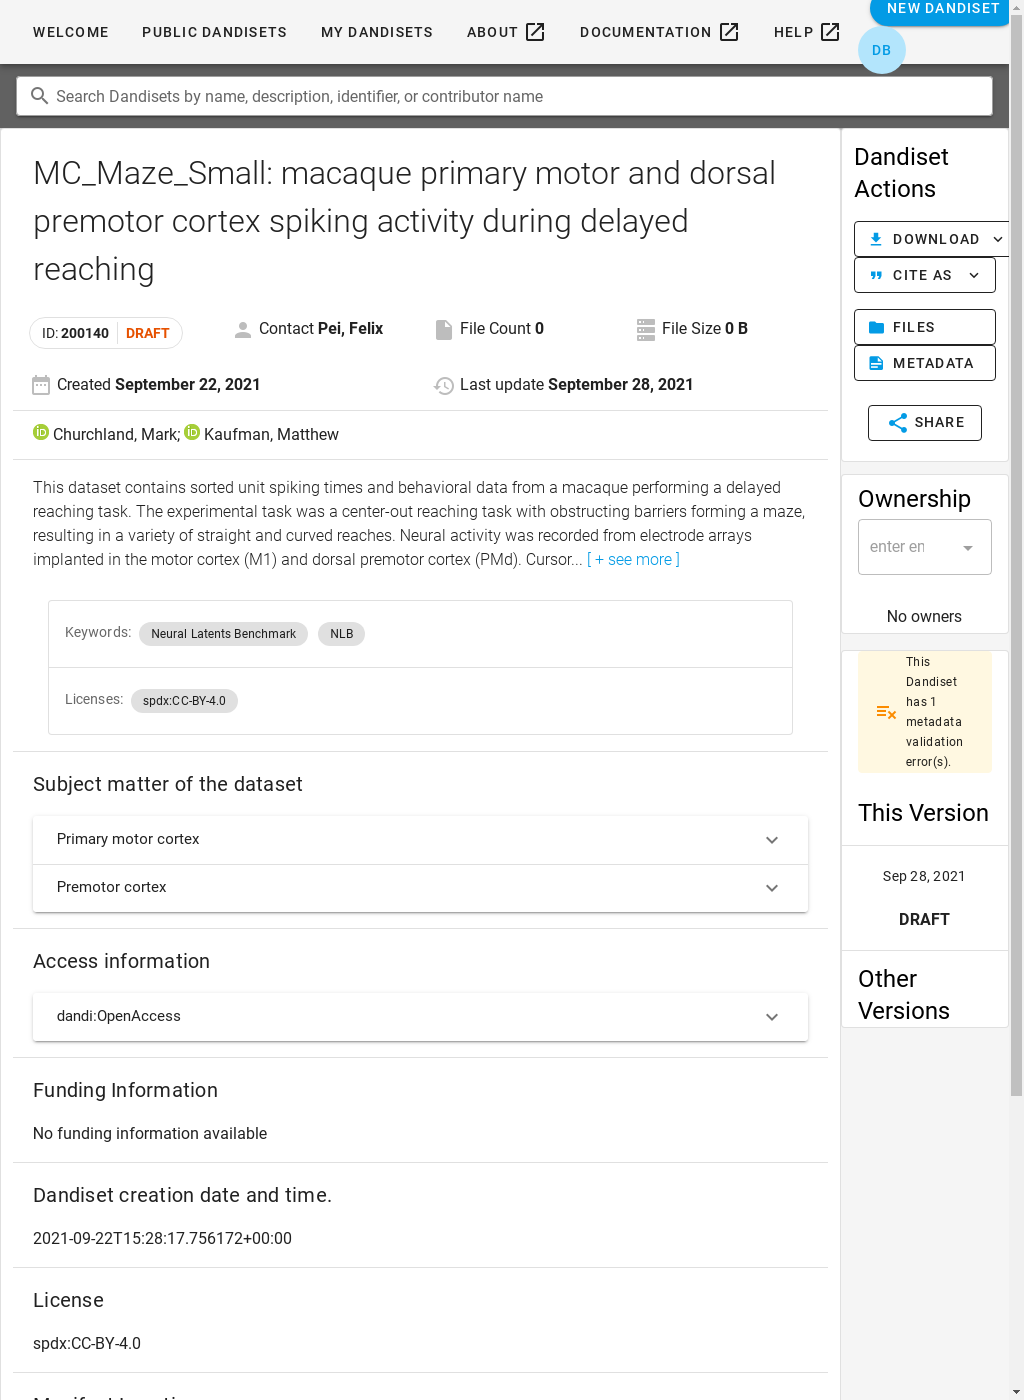 WELCOME
PUBLIC DANDISETS
MY DANDISETS
ABOUT
DOCUMENTATION
HELP
NEW DANDISET
DB
Search Dandisets by name, description, identifier, or contributor name
MC_Maze_Small: macaque primary motor and dorsal
premotor cortex spiking activity during delayed
reaching
ID: 200140 DRAFT
Contact Pei, Felix
File Count 0
File Size 0 B
Created September 22, 2021
Last update September 28, 2021
Churchland, Mark; Kaufman, Matthew
This dataset contains sorted unit spiking times and behavioral data from a macaque performing a delayed
reaching task. The experimental task was a center-out reaching task with obstructing barriers forming a maze,
resulting in a variety of straight and curved reaches. Neural activity was recorded from electrode arrays
implanted in the motor cortex (M1) and dorsal premotor cortex (PMd). Cursor... [ + see more ]
Keywords: Neural Latents Benchmark NLB
Licenses: spdx:CC-BY-4.0
Subject matter of the dataset
Primary motor cortex
Premotor cortex
Access information
dandi:OpenAccess
Funding Information
No funding information available
Dandiset creation date and time.
2021-09-22T15:28:17.756172+00:00
License
spdx:CC-BY-4.0
Dandiset
Actions
DOWNLOAD
CITE AS
FILES
METADATA
SHARE
Ownership
enter en
No owners
This
Dandiset
has 1
metadata
validation
error(s).
This Version
Sep 28, 2021
DRAFT
Other
Versions